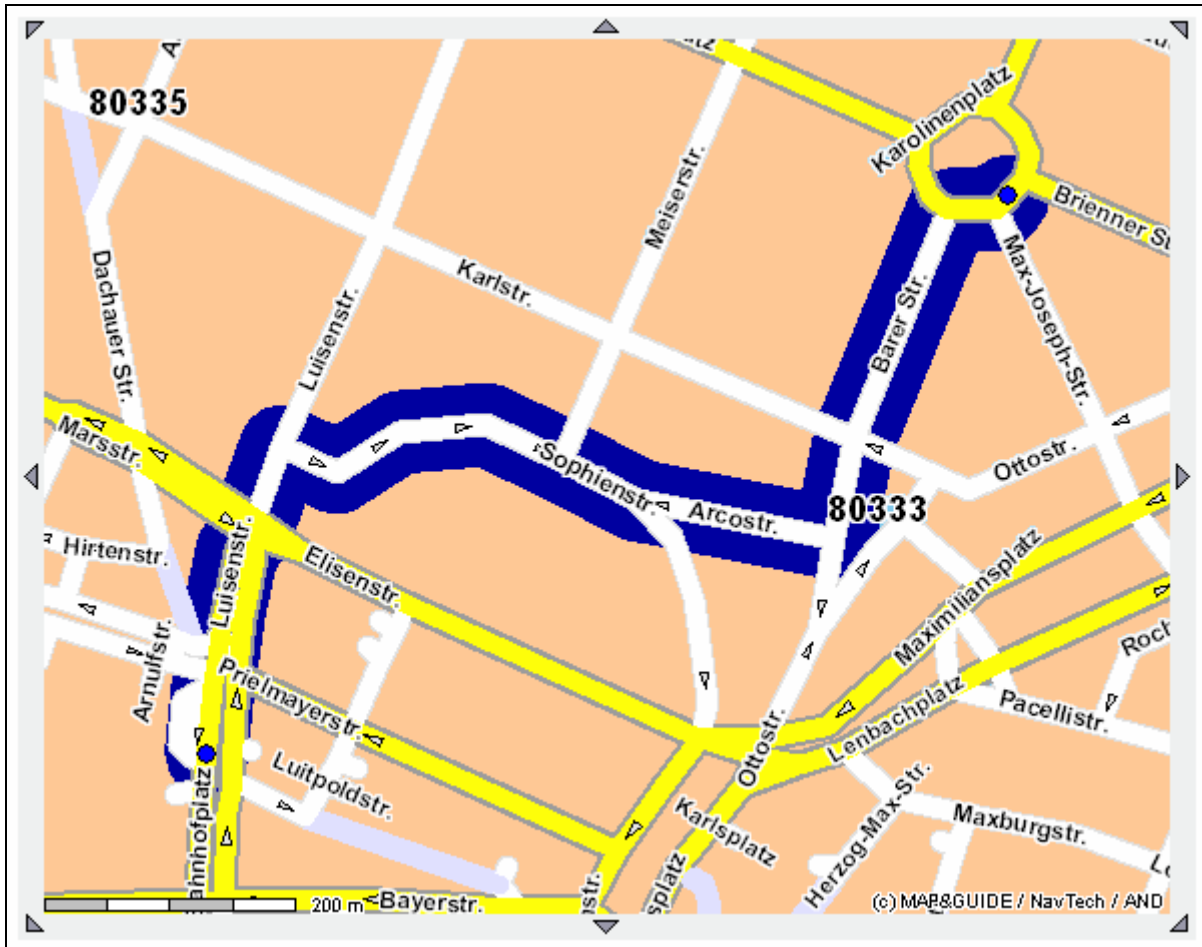 80335
Karolinenplatz
Meiserstr.
Brienner St
Dachauer Str.
Karlstr.
Max-Joseph-Str.
Luisenstr.
Barer Str.
Marsstr.
Sophienstr.
Ottostr.
Arcostr.
80333
Hirtenstr.
Luisenstr.
Elisenstr.
Maximiliansplatz
Arnulfstr.
Prielmayerstr.
Roch
Pacellistr.
Lenbachplatz
Ottostr.
Luitpoldstr.
ahnhofplatz
Karlsplatz
Herzog-Max-Str.
Maxburgstr.
200 m
Bayerstr.
splatz
(c) MAP&GUIDE / NavTech / AND